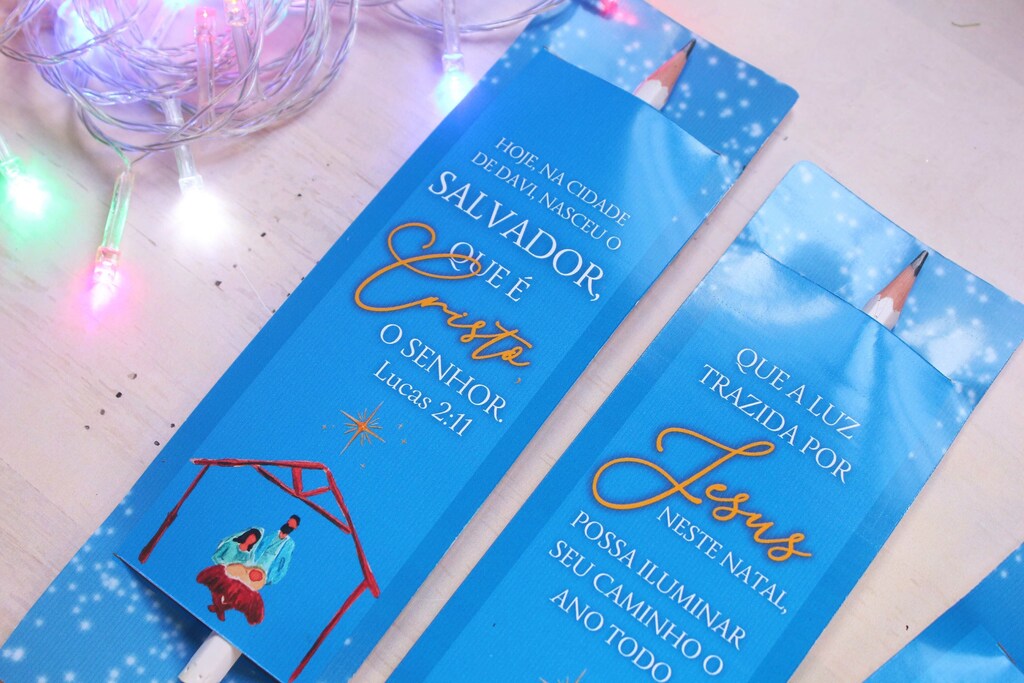 HOJE, NA CIDADE
DE DAVI, NASCEU O
SALVADOR,
QUE É
Cristo,
O SENHOR.
Lucas 2:11
QUE A LUZ
TRAZIDA POR
Jesus
NESTE NATAL,
POSSA ILUMINAR
SEU CAMINHO O
ANO TODO